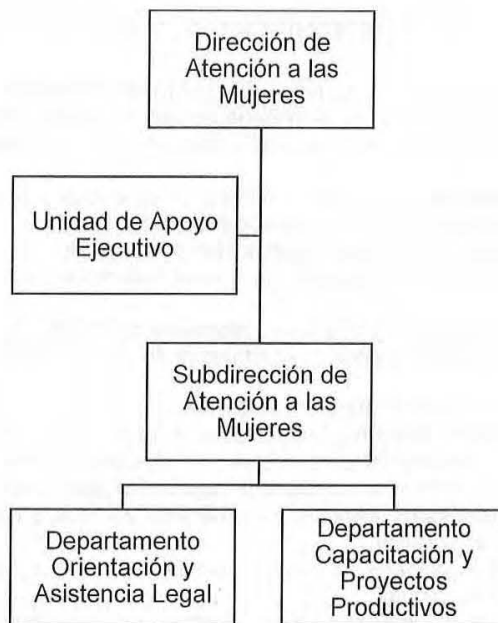 Dirección de
Atención a las
Mujeres
Unidad de Apoyo
Ejecutivo
Subdirección de
Atención a las
Mujeres
Departamento
Orientación y
Asistencia Legal
Departamento
Capacitación y
Proyectos
Productivos